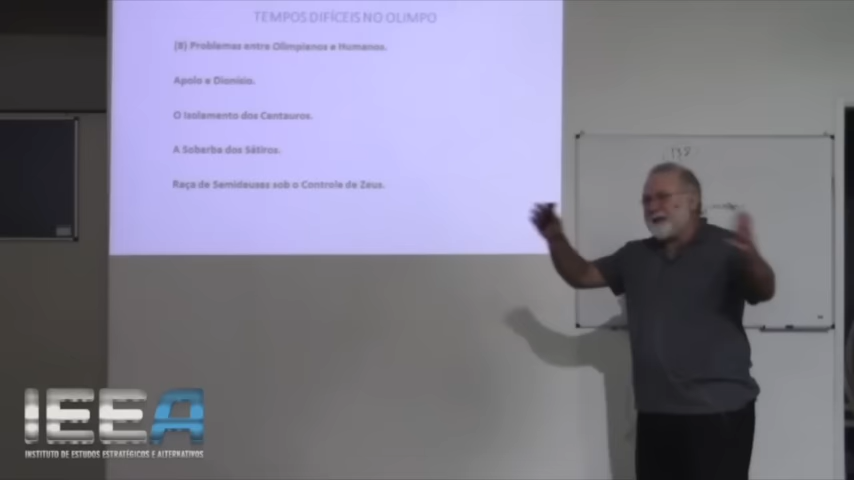 TEMPOS DIFÍCEIS NO OLIMPO
(8) Problemas entre Olimpianos e Humanos.
Apolo e Dionísio.
O Isolamento dos Centauros.
A Soberba dos Sátiros.
Raça de Semideuses sob o Controle de Zeus.
IEEA
INSTITUTO DE ESTUDOS ESTRATÉGICOS E ALTERNATIVOS